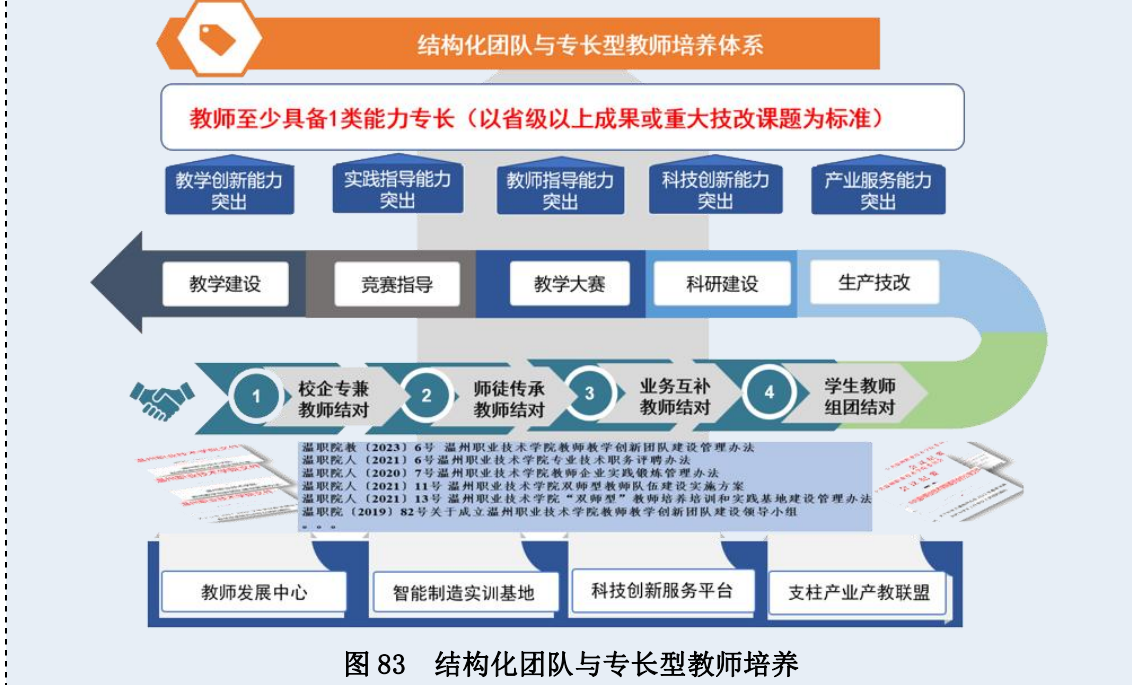 结构化团队与专长型教师培养体系
教师至少具备1类能力专长（以省级以上成果或重大技改课题为标准）
教学创新能力
突出
实践指导能力
突出
教师指导能力
突出
科技创新能力
突出
产业服务能力
突出
教学建设
竞赛指导
教学大赛
科研建设
生产技改
1
校企专兼
教师结对
2
师徒传承
教师结对
3
业务互补
教师结对
4
学生教师
组团结对
温职院教〔2023〕6号 温州职业技术学院教师教学创新团队建设管理办法
温职院人〔2021〕6号温州职业技术学院专业技术职务评聘办法
温职院人〔2020〕7号温州职业技术学院教师企业实践锻炼管理办法
温职院人〔2021〕11号 温州职业技术学院双师型教师队伍建设实施方案
温职院人〔2021〕13号 温州职业技术学院“双师型”教师培养培训和实践基地建设管理办法
温职院〔2019〕82号关于成立温州职业技术学院教师教学创新团队建设领导小组
。。。
教师发展中心
智能制造实训基地
科技创新服务平台
支柱产业产教联盟
图 83 结构化团队与专长型教师培养